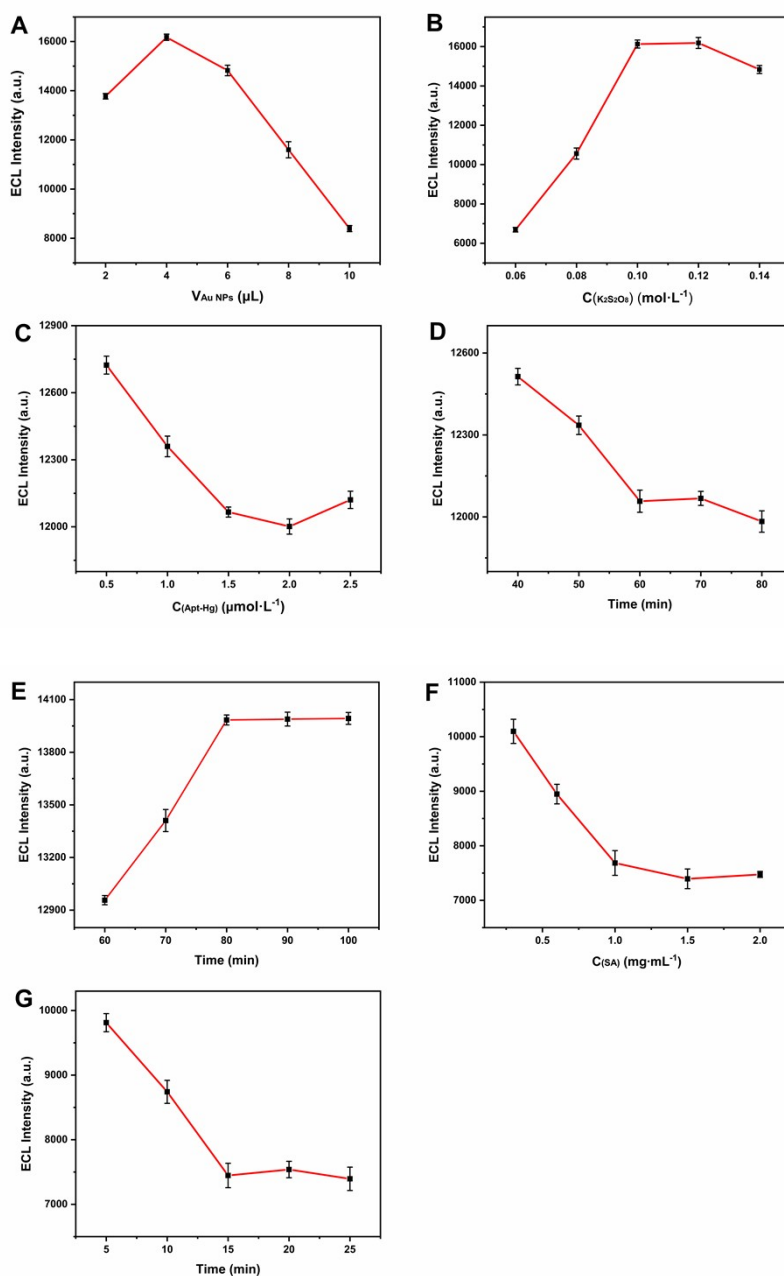 A
ECL Intensity (a.u.)
16000
14000
12000
10000
8000
2 4 6 8 10
VAu NPs (µL)
B
ECL Intensity (a.u.)
16000
14000
12000
10000
8000
6000
0.06 0.08 0.10 0.12 0.14
C(K2S2O8) (mol·L-1)
C
ECL Intensity (a.u.)
12900
12600
12300
12000
0.5 1.0 1.5 2.0 2.5
C(Apt-Hg) (µmol·L-1)
D
ECL Intensity (a.u.)
12600
12300
12000
40 50 60 70 80
Time (min)
E
ECL Intensity (a.u.)
14100
13800
13500
13200
12900
60 70 80 90 100
Time (min)
F
ECL Intensity (a.u.)
11000
10000
9000
8000
7000
0.5 1.0 1.5 2.0
C(SA) (mg·mL-1)
G
ECL Intensity (a.u.)
10000
9000
8000
7000
5 10 15 20 25
Time (min)